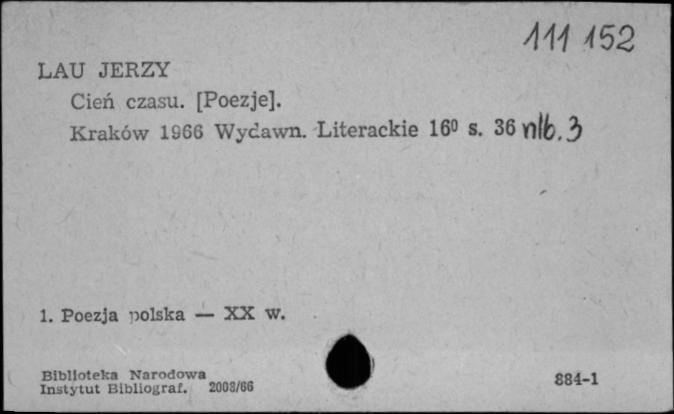 111 152
LAU JERZY
Cień czasu. [Poezje].
Kraków 1966 Wydawn. Literackie 16⁰ s. 36 nlb. 3
1. Poezja polska — XX w.
Biblioteka Narodowa
Instytut Bibliograf. 2008/66
884-1